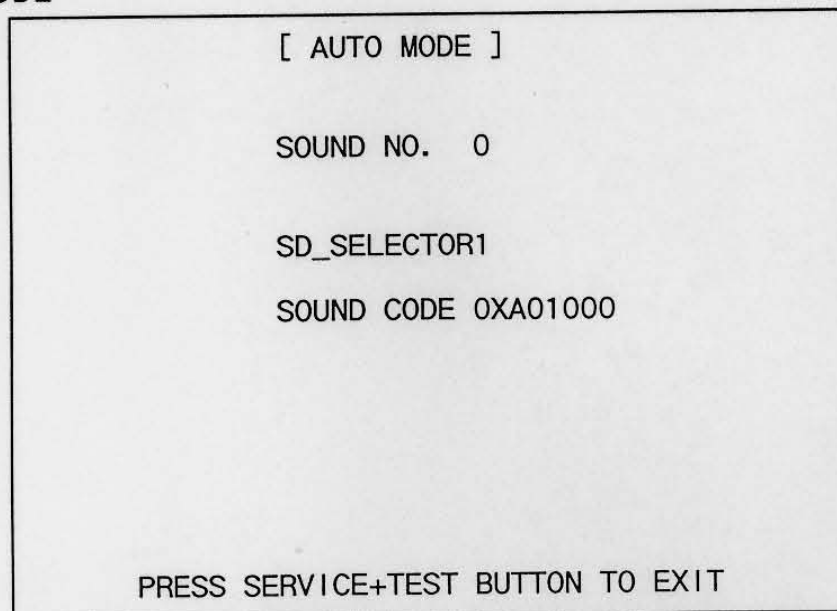 [ AUTO MODE ]
SOUND NO. 0
SD_SELECTOR1
SOUND CODE 0XA01000
PRESS SERVICE+TEST BUTTON TO EXIT